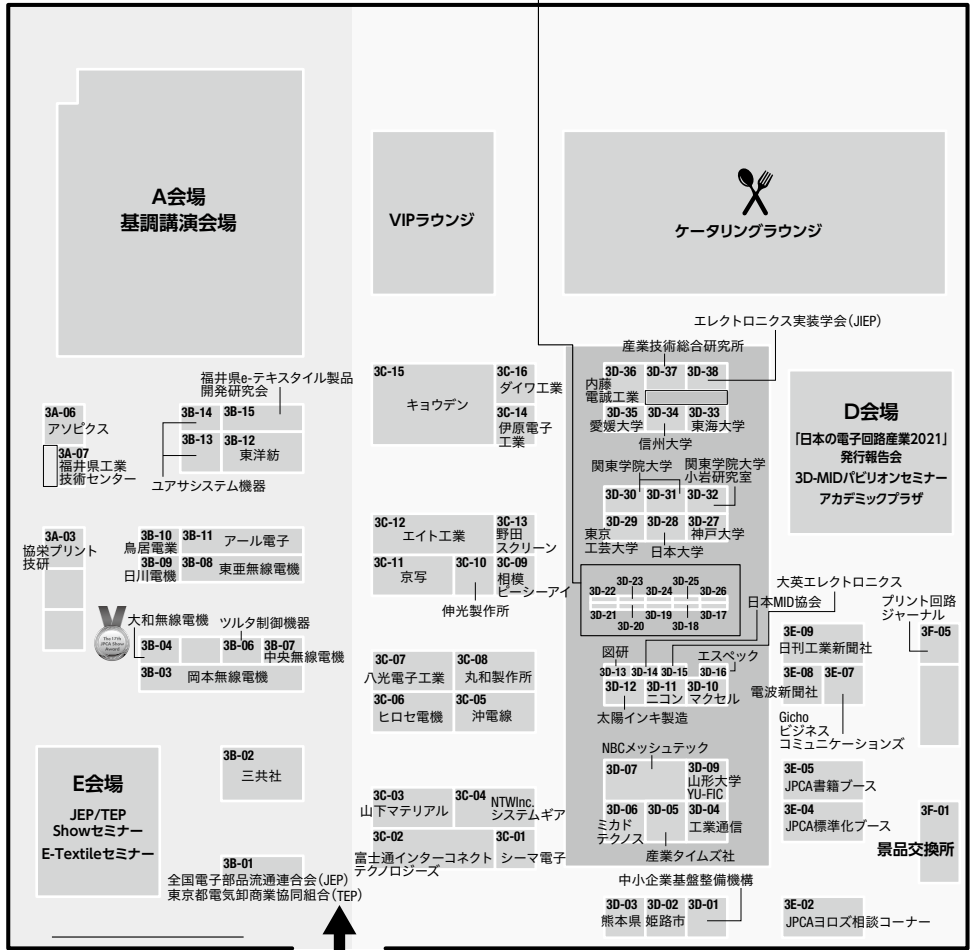 A会場
基調講演会場
VIPラウンジ
ケータリングラウンジ
エレクトロニクス実装学会(JIEP)
産業技術総合研究所
3D-36 3D-37 3D-38
内藤
電誠工業
3D-35 3D-34 3D-33
愛媛大学 東海大学
信州大学
福井県e-テキスタイル製品
開発研究会
3A-06
アソピクス
3A-07
福井県工業
技術センター
3B-14 3B-15
3B-13 3B-12
東洋紡
ユアサシステム機器
3C-15
キョウデン
3C-16
ダイワ工業
3C-14
伊原電子
工業
D会場
「日本の電子回路産業2021」
発行報告会
3D-MIDパビリオンセミナー
アカデミックプラザ
関東学院大学
関東学院大学
小岩研究室
3D-30 3D-31 3D-32
3D-29 3D-28 3D-27
東京
工芸大学
神戸大学
日本大学
3A-03
協栄プリント
技研
3B-10
鳥居電業
3B-11
アール電子
3B-09
日川電機
3B-08
東亜無線電機
3C-12
エイト工業
3C-13
野田
スクリーン
3C-11
京写
3C-10
伸光製作所
3C-09
相模
ピーシーアイ
3D-23 3D-25
3D-22 3D-24 3D-26
3D-21 3D-19 3D-17
3D-20 3D-18
大英エレクトロニクス
日本MID協会
プリント回路
ジャーナル
3F-05
The 17th
JPCA Show
Award
大和無線電機
ツルタ制御機器
3B-04 3B-06 3B-07
中央無線電機
3B-03
岡本無線電機
3C-07
八光電子工業
3C-08
丸和製作所
3C-06
ヒロセ電機
3C-05
沖電線
図研
エスペック
3D-13 3D-14 3D-15 3D-16
3D-12 3D-11 3D-10
ニコン マクセル
太陽インキ製造
3E-09
日刊工業新聞社
3E-08 3E-07
電波新聞社
Gicho
ビジネス
コミュニケーションズ
E会場
JEP/TEP
Showセミナー
E-Textileセミナー
3B-02
三共社
NBCメッシュテック
3D-07
3D-09
山形大学
YU-FIC
3D-06 3D-05 3D-04
ミカド
テクノス
工業通信
産業タイムズ社
3C-03
山下マテリアル
3C-04
NTWInc.
システムギア
3C-02
富士通インターコネクト
テクノロジーズ
3C-01
シーマ電子
3E-05
JPCA書籍ブース
3E-04
JPCA標準化ブース
3F-01
景品交換所
3B-01
全国電子部品流通連合会(JEP)
東京都電気卸商業協同組合(TEP)
中小企業基盤整備機構
3D-03 3D-02 3D-01
熊本県 姫路市
3E-02
JPCAヨロズ相談コーナー